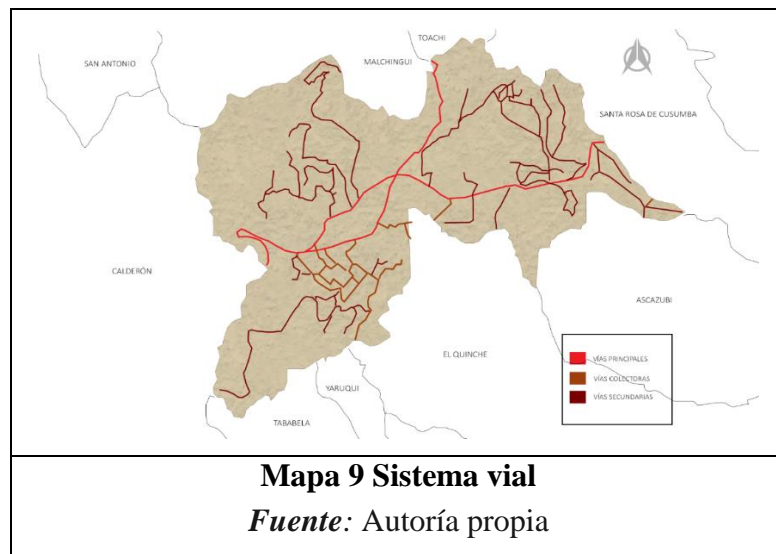 TOACHI
SAN ANTONIO
MALCHINGUI
SANTA ROSA DE CUSUMBA
CALDERÓN
ASCAZUBI
EL QUINCHE
YARUQUI
TABABELA
VÍAS PRINCIPALES
VÍAS COLECTORAS
VÍAS SECUNDARIAS
Mapa 9 Sistema vial
Fuente: Autoría propia